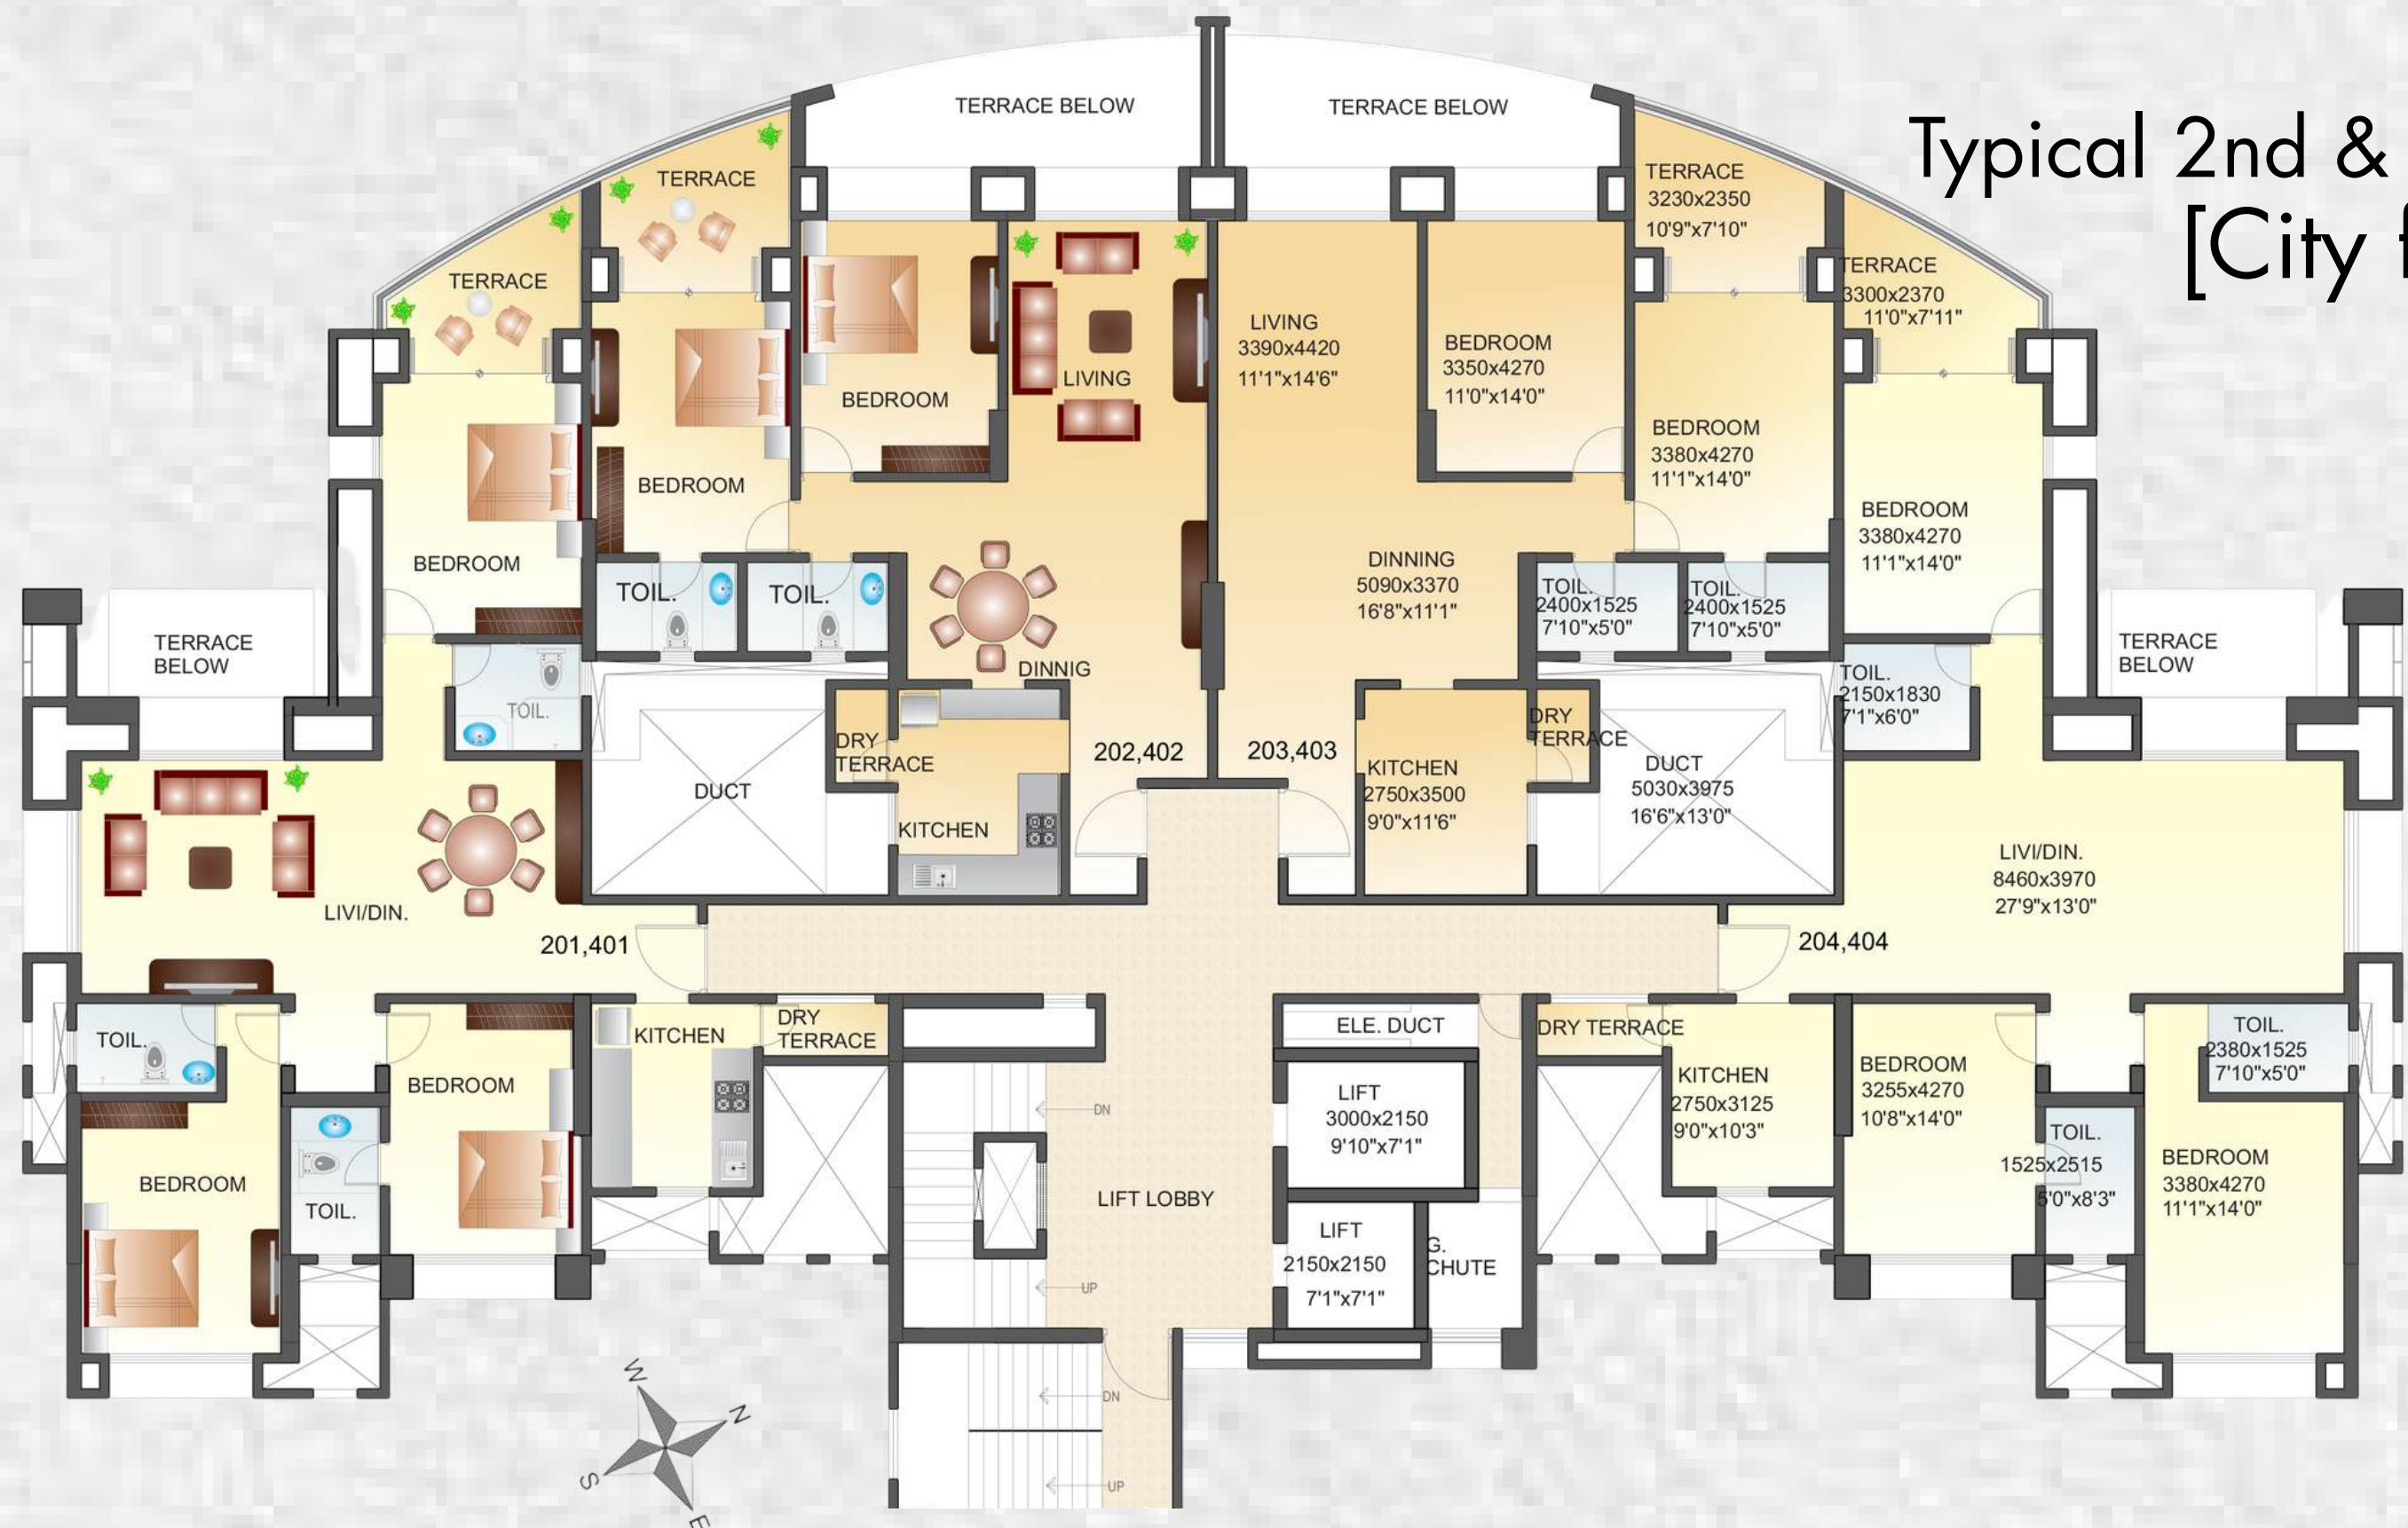 Typical 2nd &
[City
TERRACE BELOW
TERRACE BELOW
TERRACE
TERRACE
TERRACE
3230x2350
10'9"x7'10"
TERRACE
3300x2370
11'0"x7'11"
BEDROOM
LIVING
LIVING
3390x4420
11'1"x14'6"
BEDROOM
3350x4270
11'0"x14'0"
BEDROOM
3380x4270
11'1"x14'0"
BEDROOM
3380x4270
11'1"x14'0"
BEDROOM
BEDROOM
TOIL.
TOIL.
DINNIG
DINNING
5090x3370
16'8"x11'1"
TOIL.
2400x1525
7'10"x5'0"
TOIL.
2400x1525
7'10"x5'0"
TERRACE
BELOW
TERRACE
BELOW
TOIL.
TOIL.
2150x1830
7'1"x6'0"
DUCT
DRY
TERRACE
KITCHEN
202,402
203,403
KITCHEN
2750x3500
9'0"x11'6"
DRY
TERRACE
DUCT
5030x3975
16'6"x13'0"
LIVI/DIN.
8460x3970
27'9"x13'0"
LIVI/DIN.
201,401
204,404
TOIL.
BEDROOM
KITCHEN
DRY
TERRACE
ELE. DUCT
DRY TERRACE
KITCHEN
2750x3125
9'0"x10'3"
BEDROOM
3255x4270
10'8"x14'0"
TOIL.
2380x1525
7'10"x5'0"
BEDROOM
TOIL.
DN
UP
LIFT LOBBY
LIFT
3000x2150
9'10"x7'1"
LIFT
2150x2150
7'1"x7'1"
G.
CHUTE
TOIL.
1525x2515
5'0"x8'3"
BEDROOM
3380x4270
11'1"x14'0"
DN
UP
W
N
S
E